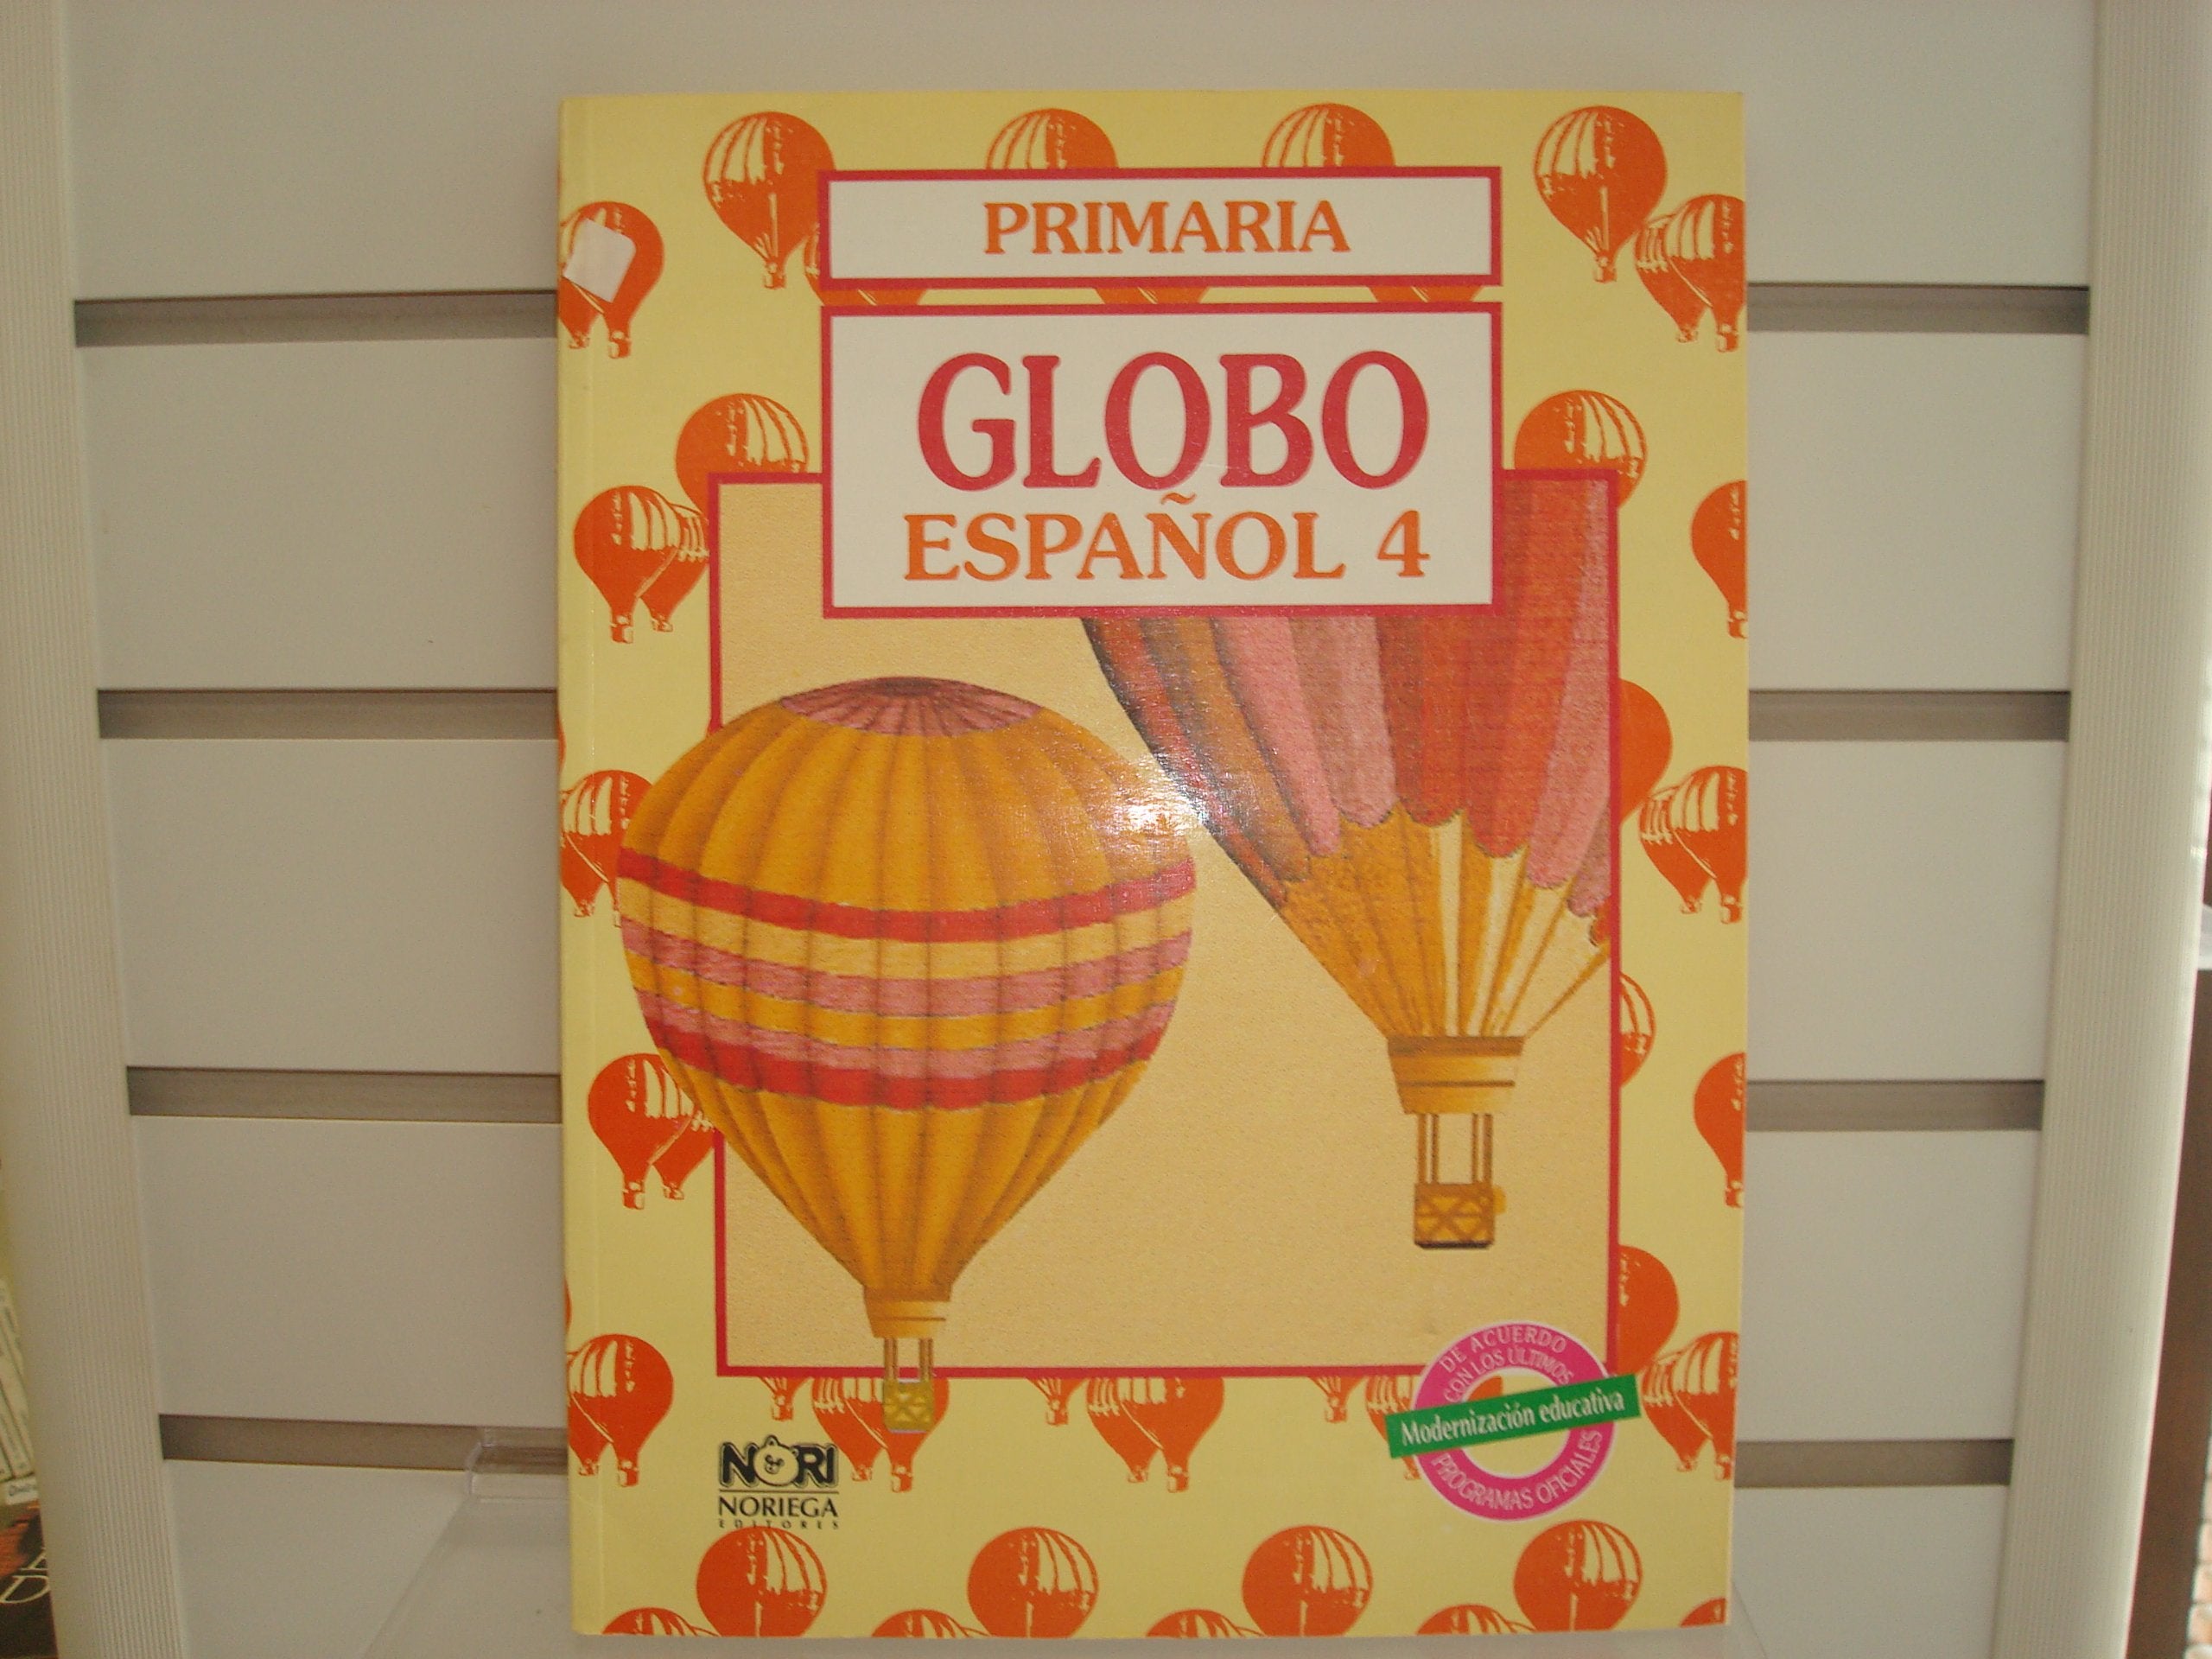 PRIMARIA
GLOBO
ESPAÑOL 4
DE ACUERDO
CON LOS ÚLTIMOS
Modernización educativa
PROGRAMAS OFICIALES
NORI
NORIEGA
EDITORES